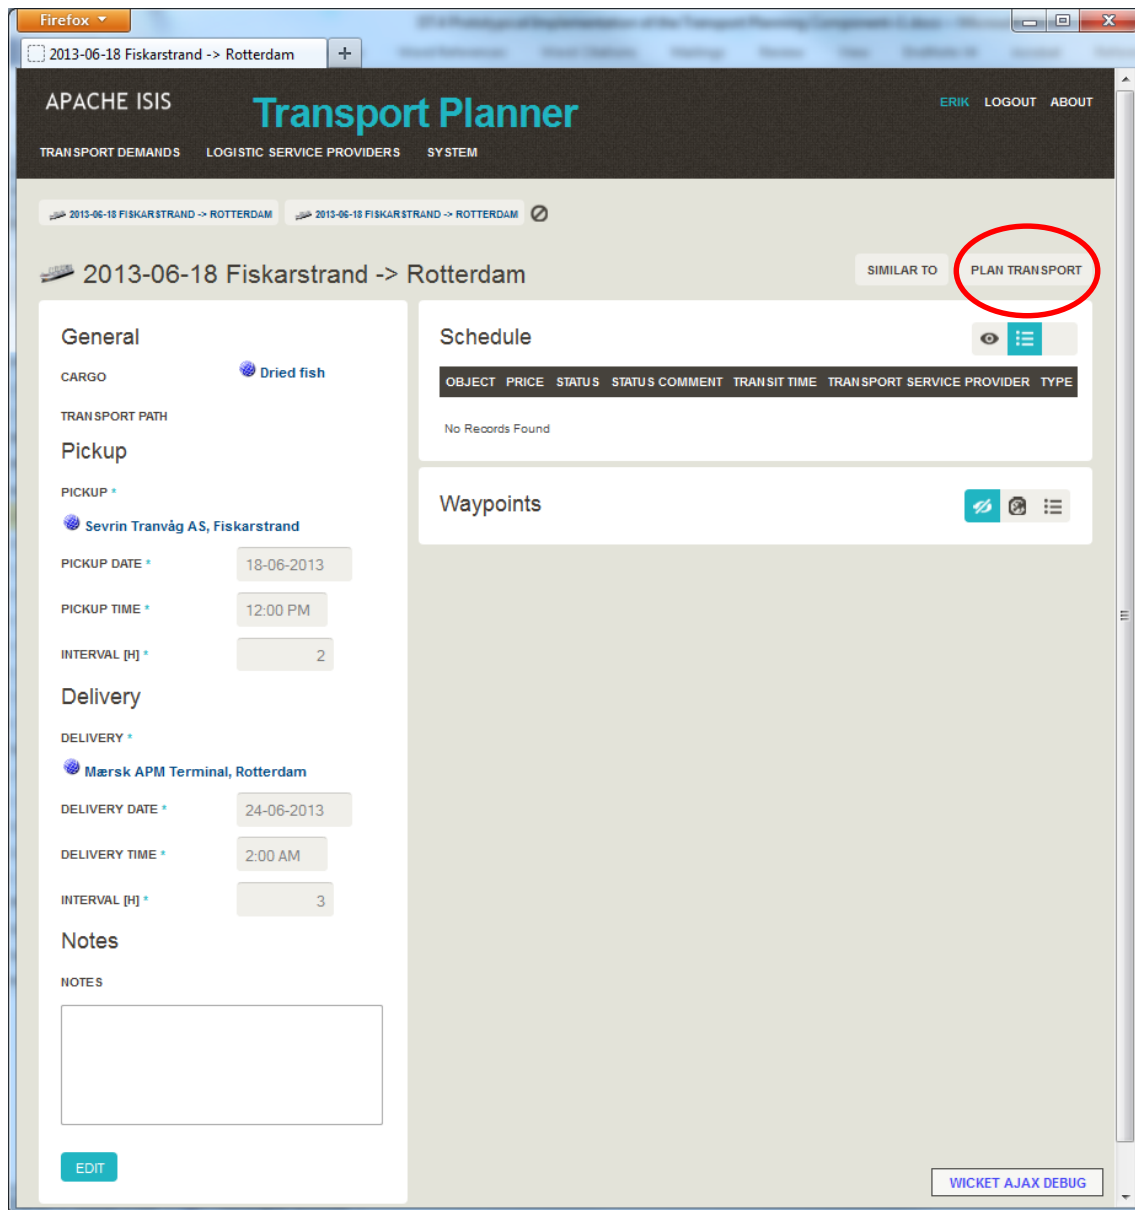 Firefox
2013-06-18 Fiskarstrand -> Rotterdam
APACHE ISIS
Transport Planner
ERIK LOGOUT ABOUT
TRANSPORT DEMANDS LOGISTIC SERVICE PROVIDERS SYSTEM
2013-06-18 FISKARSTRAND -> ROTTERDAM 2013-06-18 FISKARSTRAND -> ROTTERDAM
2013-06-18 Fiskarstrand -> Rotterdam
SIMILAR TO PLAN TRANSPORT
General
CARGO Dried fish
TRANSPORT PATH
Pickup
PICKUP *
Sevrin Tranvåg AS, Fiskarstrand
PICKUP DATE * 18-06-2013
PICKUP TIME * 12:00 PM
INTERVAL [H] * 2
Delivery
DELIVERY *
Mærsk APM Terminal, Rotterdam
DELIVERY DATE * 24-06-2013
DELIVERY TIME * 2:00 AM
INTERVAL [H] * 3
Notes
NOTES
EDIT
Schedule
OBJECT PRICE STATUS STATUS COMMENT TRANSIT TIME TRANSPORT SERVICE PROVIDER TYPE
No Records Found
Waypoints
WICKET AJAX DEBUG